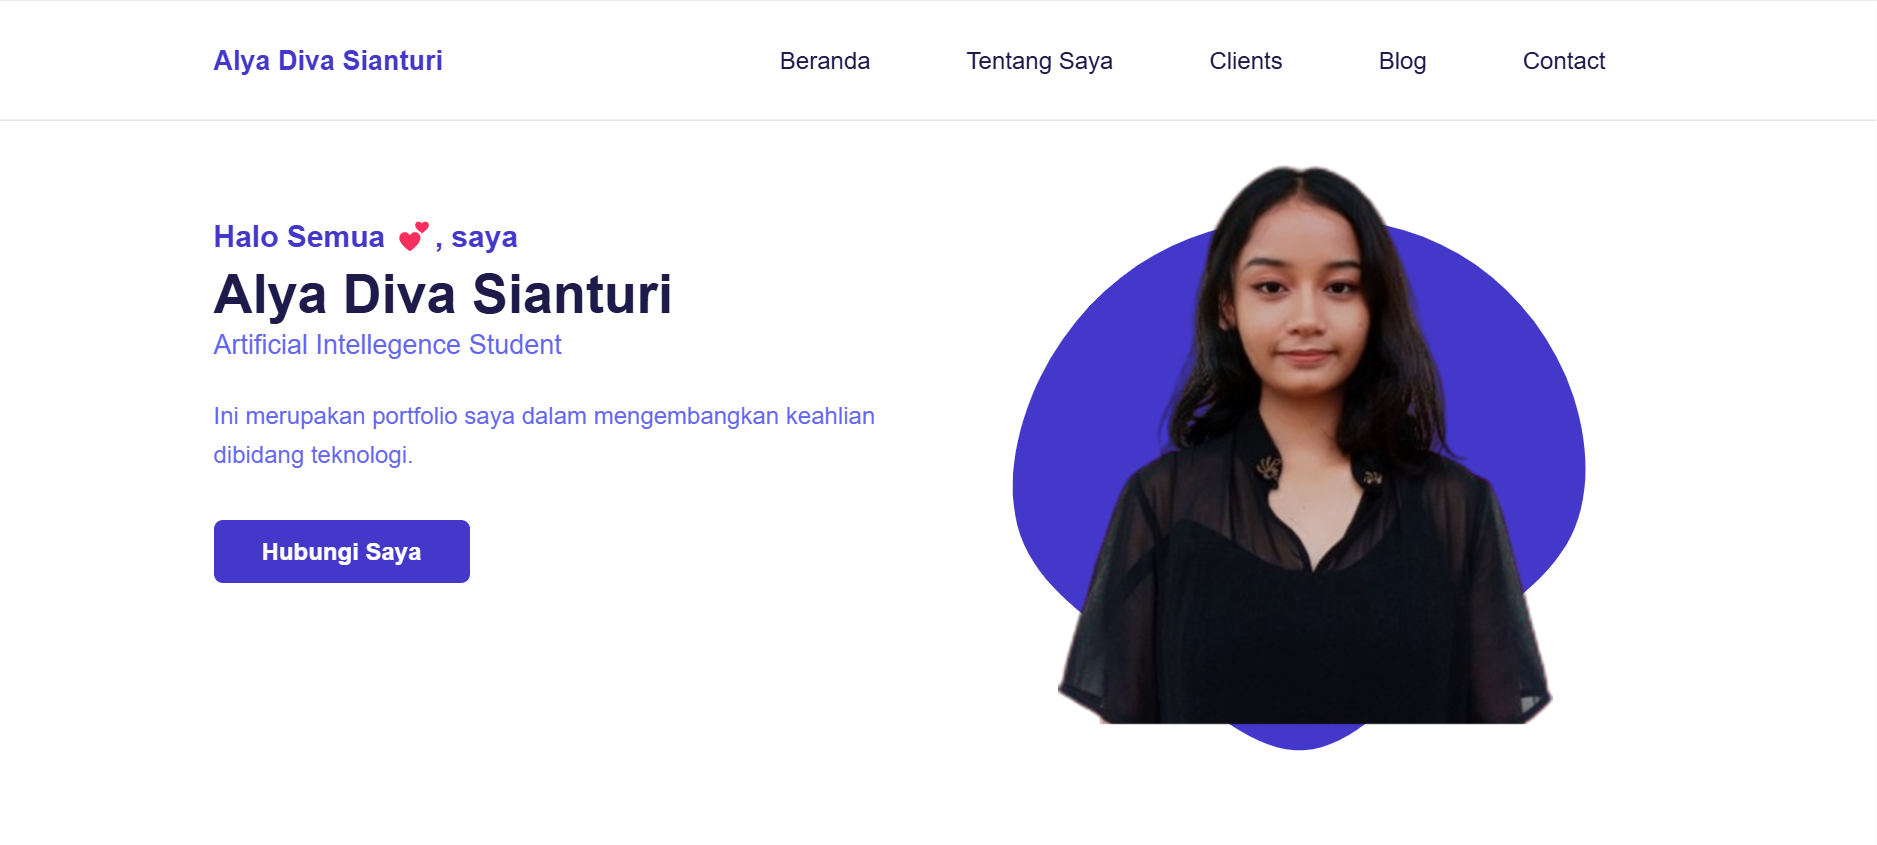 Alya Diva Sianturi
Beranda Tentang Saya Clients Blog Contact
Halo Semua 💕, saya
Alya Diva Sianturi
Artificial Intellegence Student
Ini merupakan portfolio saya dalam mengembangkan keahlian
dibidang teknologi.
Hubungi Saya